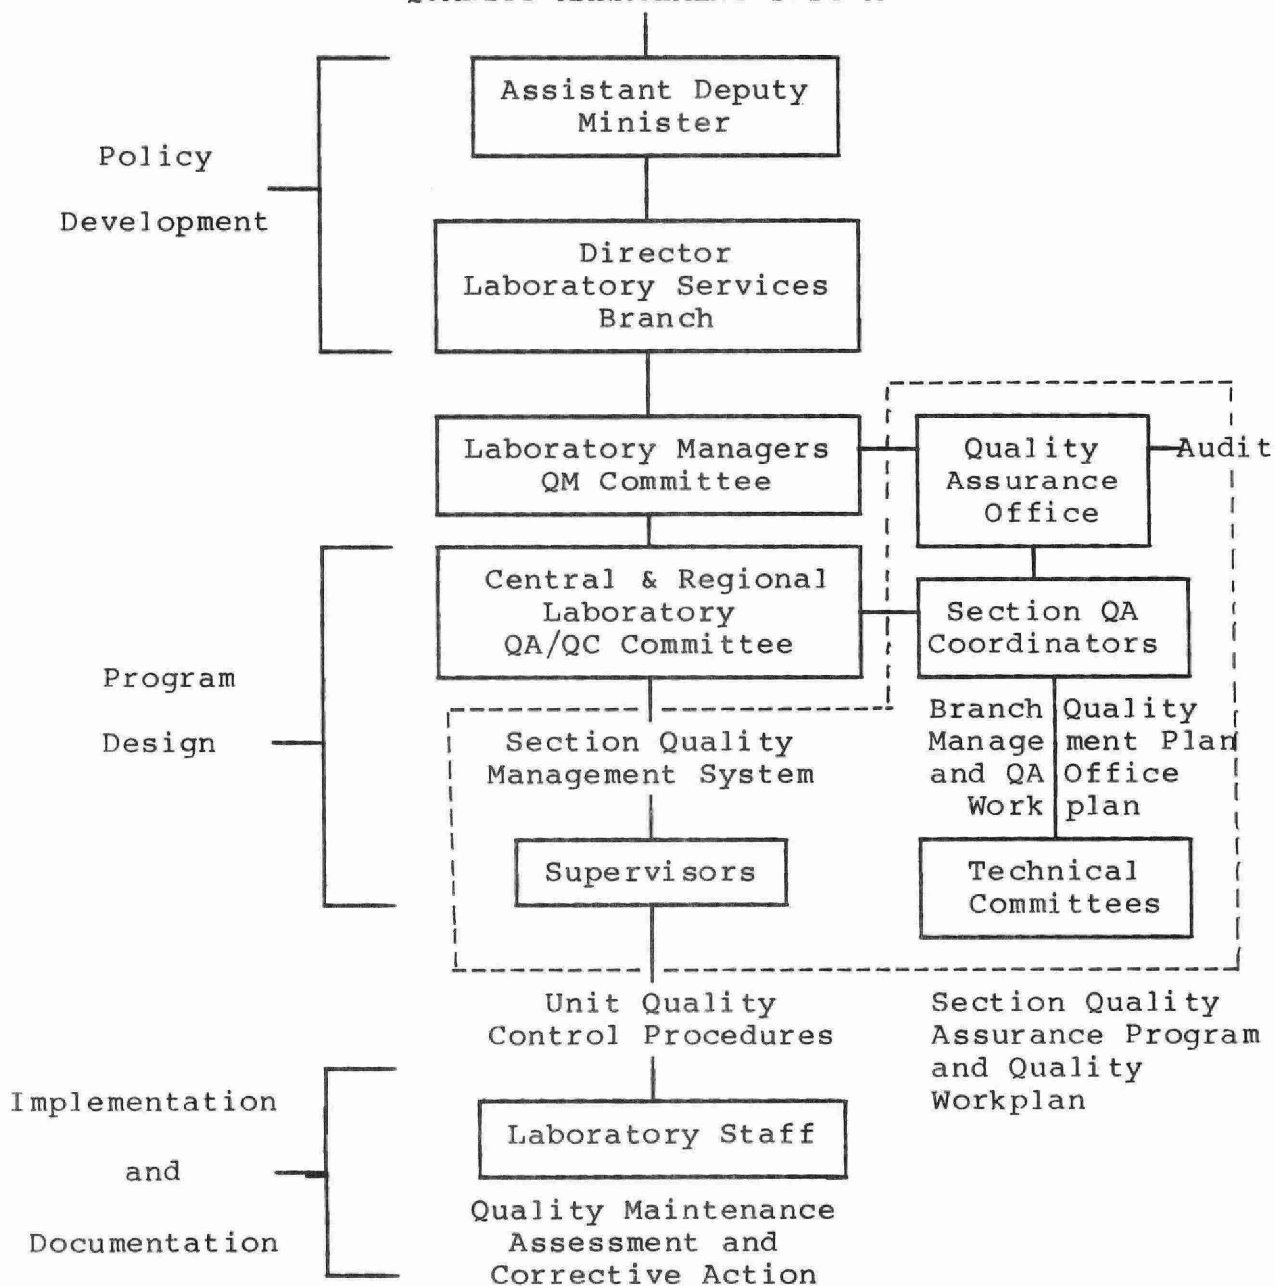 Assistant Deputy
Minister
Policy
Development
Director
Laboratory Services
Branch
Laboratory Managers
QM Committee
Quality
Assurance
Office
Audit
Central & Regional
Laboratory
QA/QC Committee
Section QA
Coordinators
Program
Design
Section Quality
Management System
Branch Quality
Management Plan
and QA Office
Work plan
Supervisors
Technical
Committees
Unit Quality
Control Procedures
Section Quality
Assurance Program
and Quality
Workplan
Implementation
and
Documentation
Laboratory Staff
Quality Maintenance
Assessment and
Corrective Action